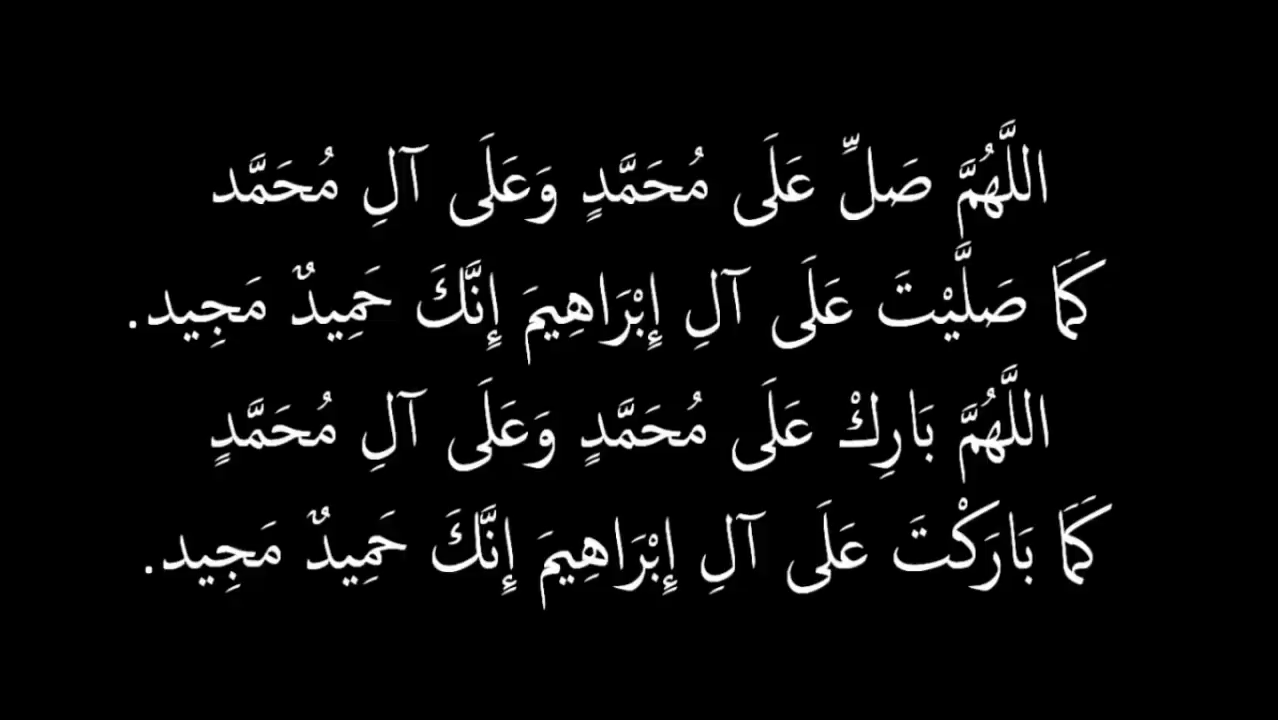 اللَّهُمَّ صَلِّ عَلَى مُحَمَّدٍ وَعَلَى آلِ مُحَمَّد
كَمَا صَلَّيْتَ عَلَى آلِ إِبْرَاهِيمَ إِنَّكَ حَمِيدٌ مَجِيد.
اللَّهُمَّ بَارِكْ عَلَى مُحَمَّدٍ وَعَلَى آلِ مُحَمَّدٍ
كَمَا بَارَكْتَ عَلَى آلِ إِبْرَاهِيمَ إِنَّكَ حَمِيدٌ مَجِيد.